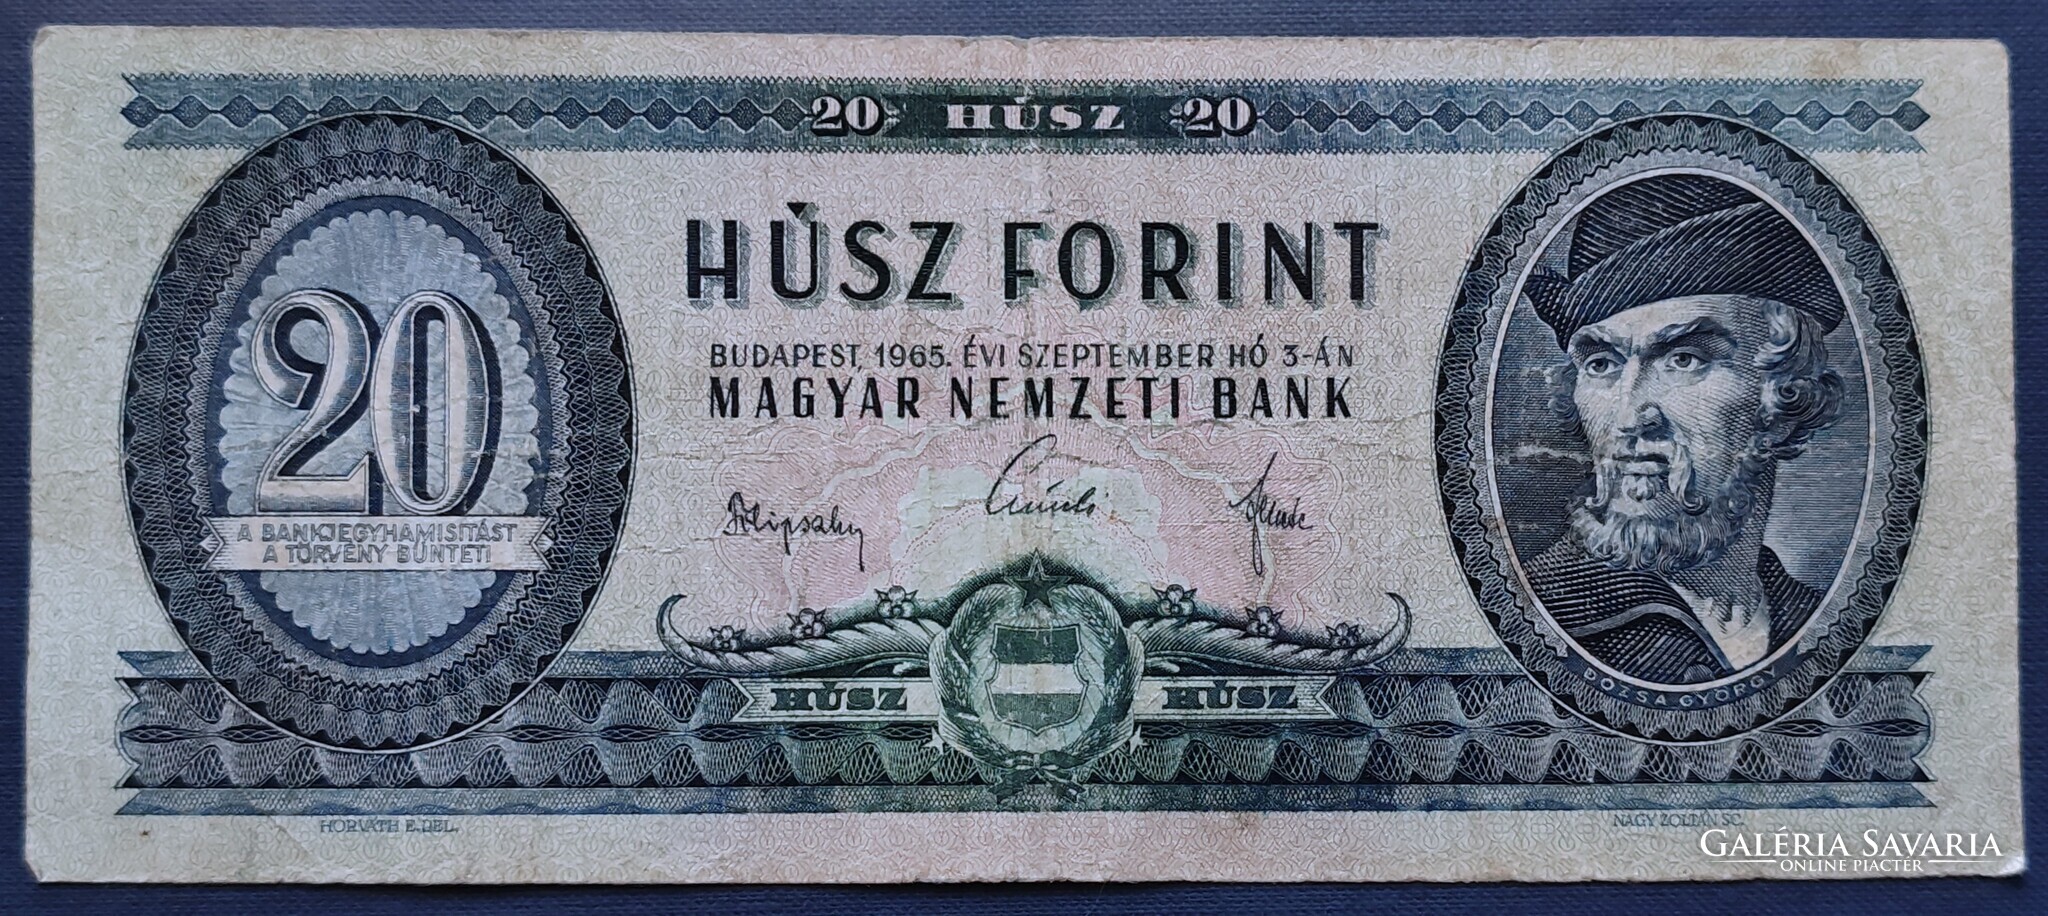 20 HÚSZ 20
HÚSZ FORINT
BUDAPEST, 1965. ÉVI SZEPTEMBER HÓ 3-ÁN
MAGYAR NEMZETI BANK
20
A BANKJEGYHAMISÍTÁST
A TÖRVÉNY BÜNTETI
HÚSZ HÚSZ
DÓZSA GYÖRGY
HORVÁTH E. DEL.
NAGY ZOLTÁN SC.
GALÉRIA SAVARIA
ONLINE PIACTÉR